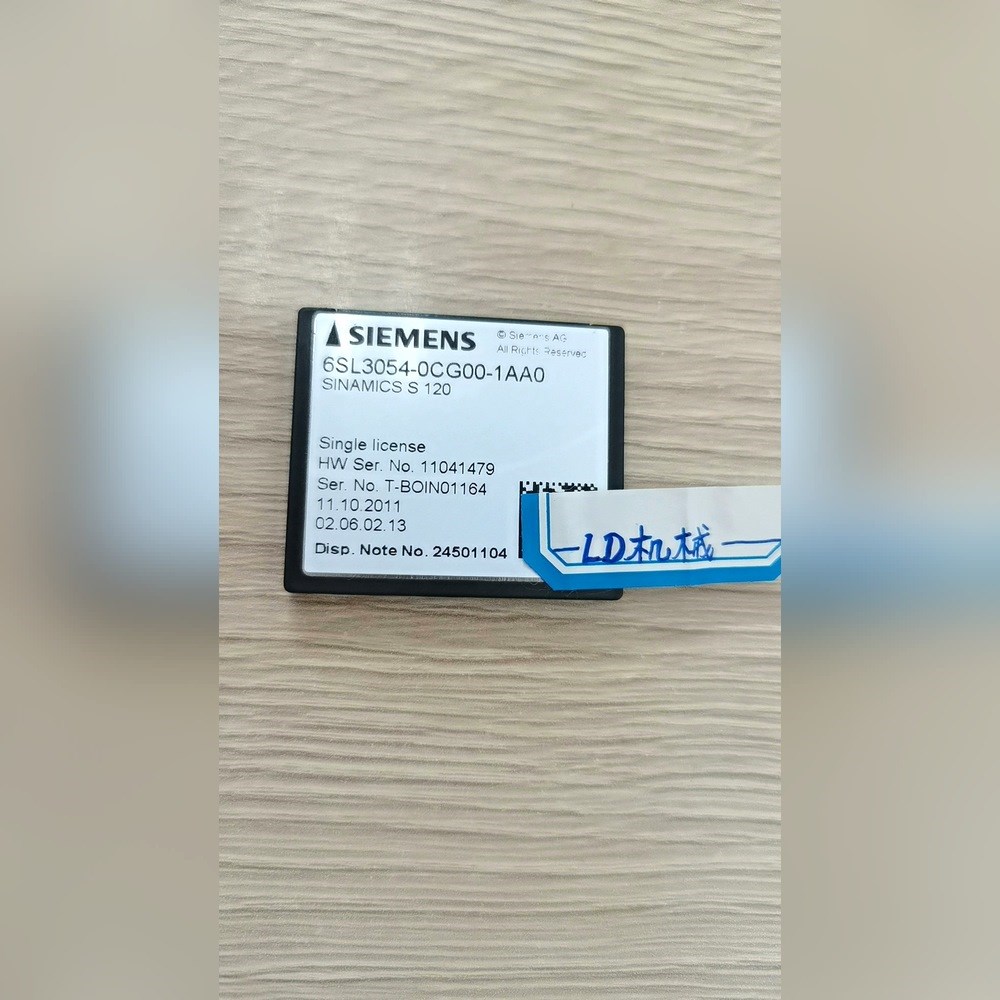 SIEMENS
© Siemens AG
All Rights Reserved
6SL3054-0CG00-1AA0
SINAMICS S 120
Single license
HW Ser. No. 11041479
Ser. No. T-BOIN01164
11.10.2011
02.06.02.13
Disp. Note No. 24501104
LD机械